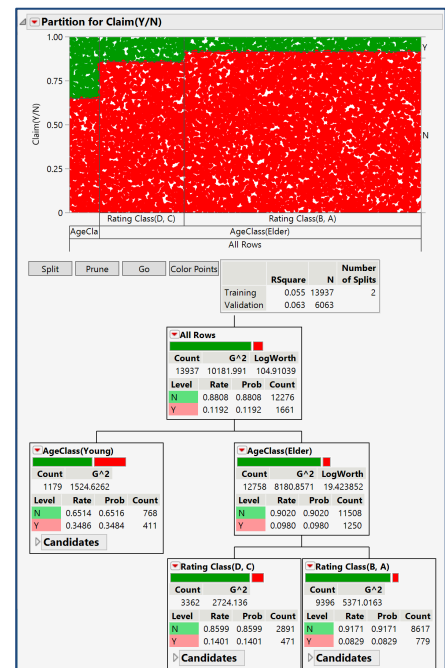 Partition for Claim(Y/N)
1.00
0.75
0.50
0.25
0
Claim(Y/N)
Y
N
Rating Class(D, C) Rating Class(B, A)
AgeCla AgeClass(Elder)
All Rows
Split Prune Go Color Points
RSquare N Number of Splits
Training 0.055 13937 2
Validation 0.063 6063
All Rows
Count G^2 LogWorth
13937 10181.991 104.91039
Level Rate Prob Count
N 0.8808 0.8808 12276
Y 0.1192 0.1192 1661
AgeClass(Young)
Count G^2
1179 1524.6262
Level Rate Prob Count
N 0.6514 0.6516 768
Y 0.3486 0.3484 411
Candidates
AgeClass(Elder)
Count G^2 LogWorth
12758 8180.8571 19.423852
Level Rate Prob Count
N 0.9020 0.9020 11508
Y 0.0980 0.0980 1250
Rating Class(D, C)
Count G^2
3362 2724.136
Level Rate Prob Count
N 0.8599 0.8599 2891
Y 0.1401 0.1401 471
Candidates
Rating Class(B, A)
Count G^2
9396 5371.0163
Level Rate Prob Count
N 0.9171 0.9171 8617
Y 0.0829 0.0829 779
Candidates